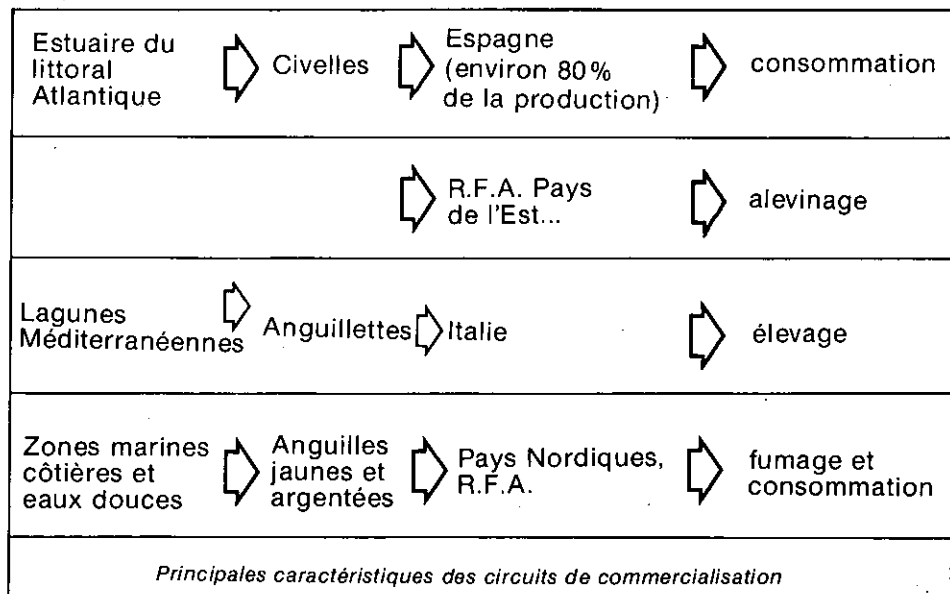 Estuaire du
littoral
Atlantique
Civelles
Espagne
(environ 80%
de la production)
consommation
R.F.A. Pays
de l'Est...
alevinage
Lagunes
Méditerranéennes
Anguillettes
Italie
élevage
Zones marines
côtières et
eaux douces
Anguilles
jaunes et
argentées
Pays Nordiques,
R.F.A.
fumage et
consommation
Principales caractéristiques des circuits de commercialisation